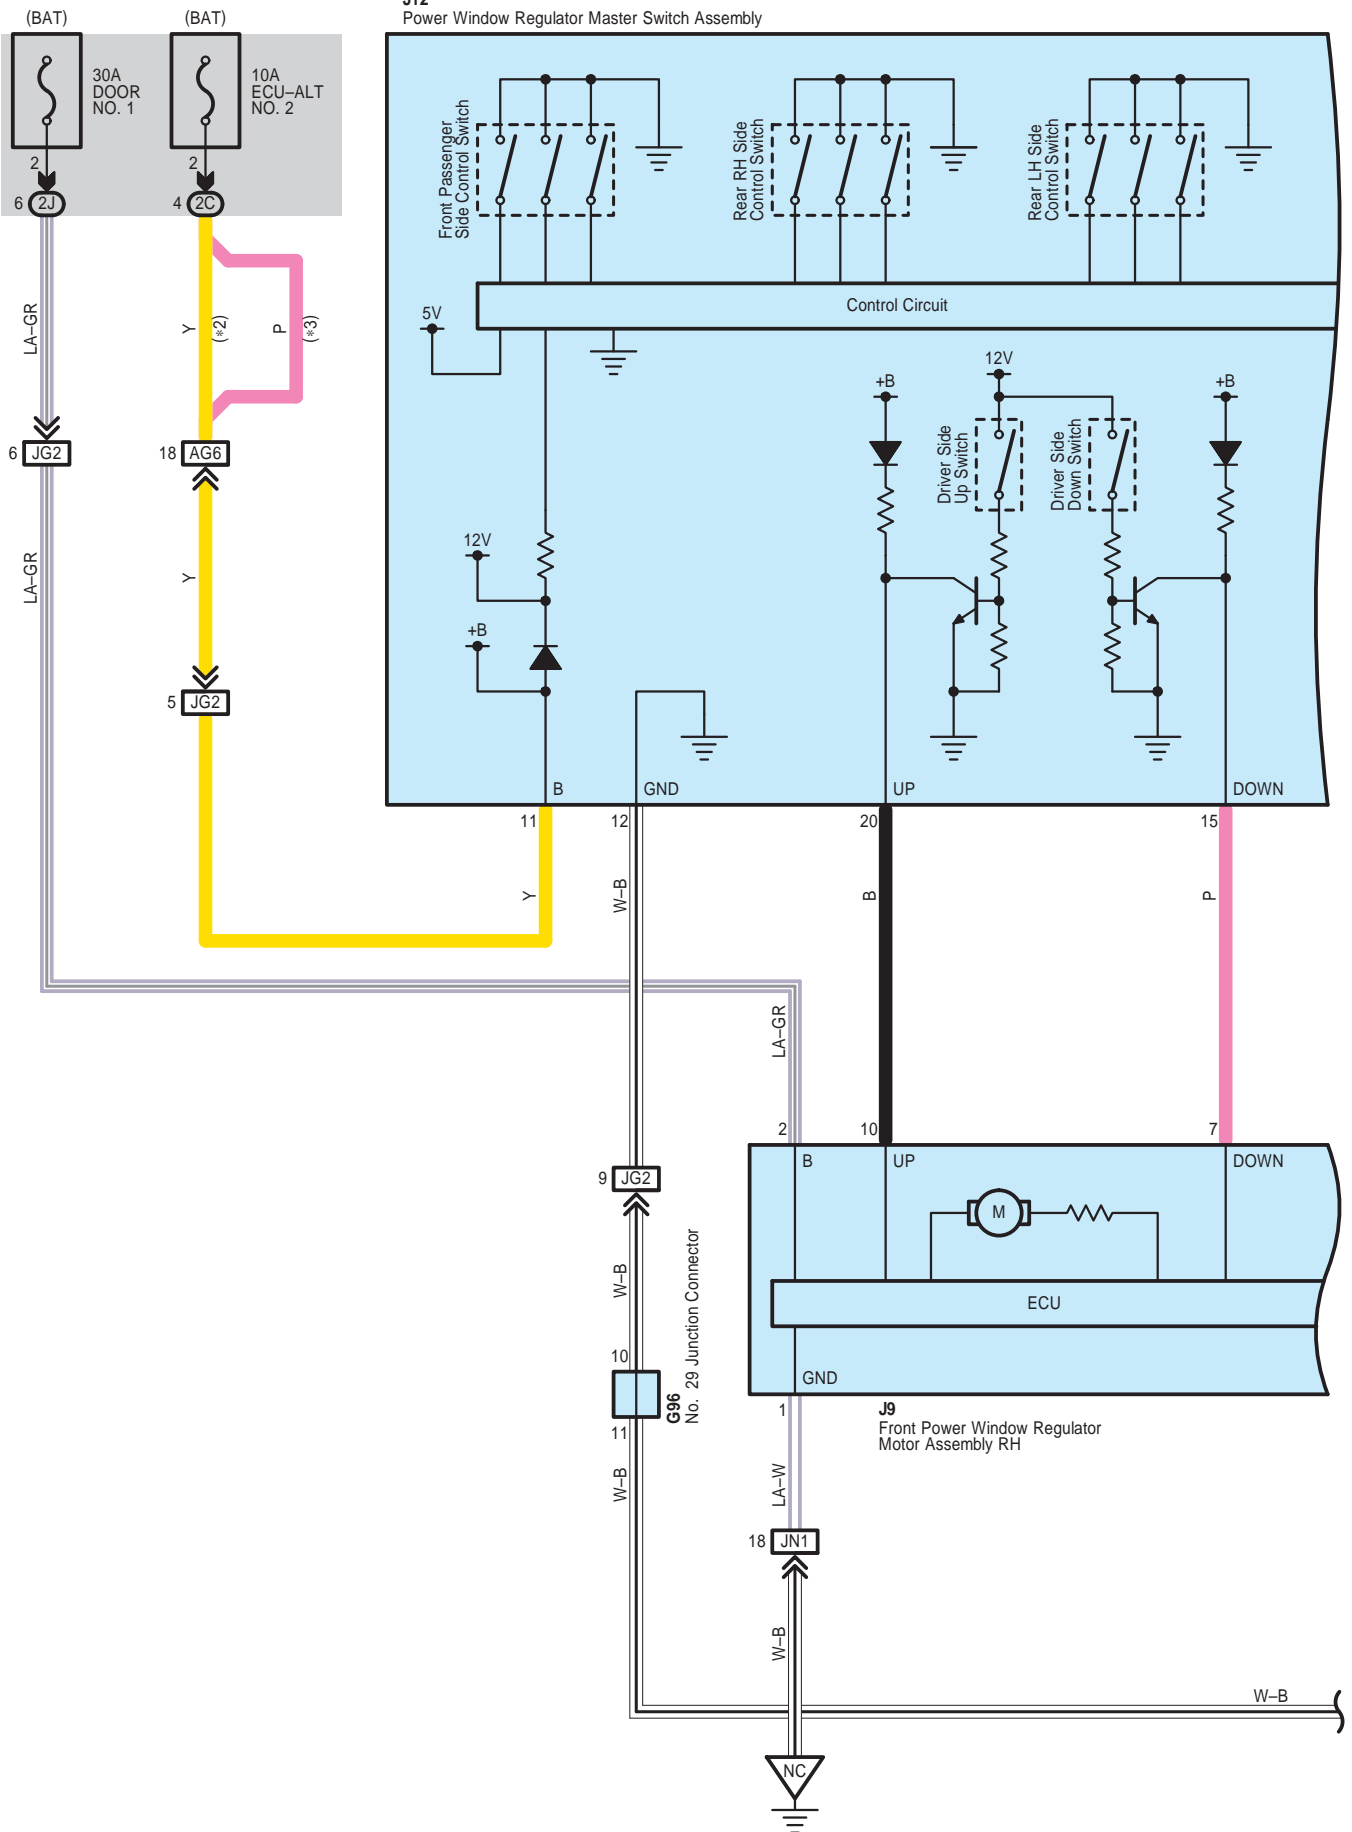 J12
Power Window Regulator Master Switch Assembly
(BAT)
(BAT)
30A
DOOR
NO. 1
10A
ECU–ALT
NO. 2
2
2
6 2J
4 2C
Front Passenger
Side Control Switch
Rear RH Side
Control Switch
Rear LH Side
Control Switch
Control Circuit
5V
LA–GR
Y
(*2)
P
(*3)
12V
+B
+B
Driver Side
Up Switch
Driver Side
Down Switch
6 JG2
18 AG6
12V
+B
LA–GR
Y
5 JG2
B
GND
UP
DOWN
11
12
20
15
Y
W–B
B
P
LA–GR
2
10
7
B
UP
DOWN
9 JG2
M
W–B
ECU
10
G96
No. 29 Junction Connector
11
GND
1
J9
Front Power Window Regulator
Motor Assembly RH
W–B
LA–W
18 JN1
W–B
W–B
NC